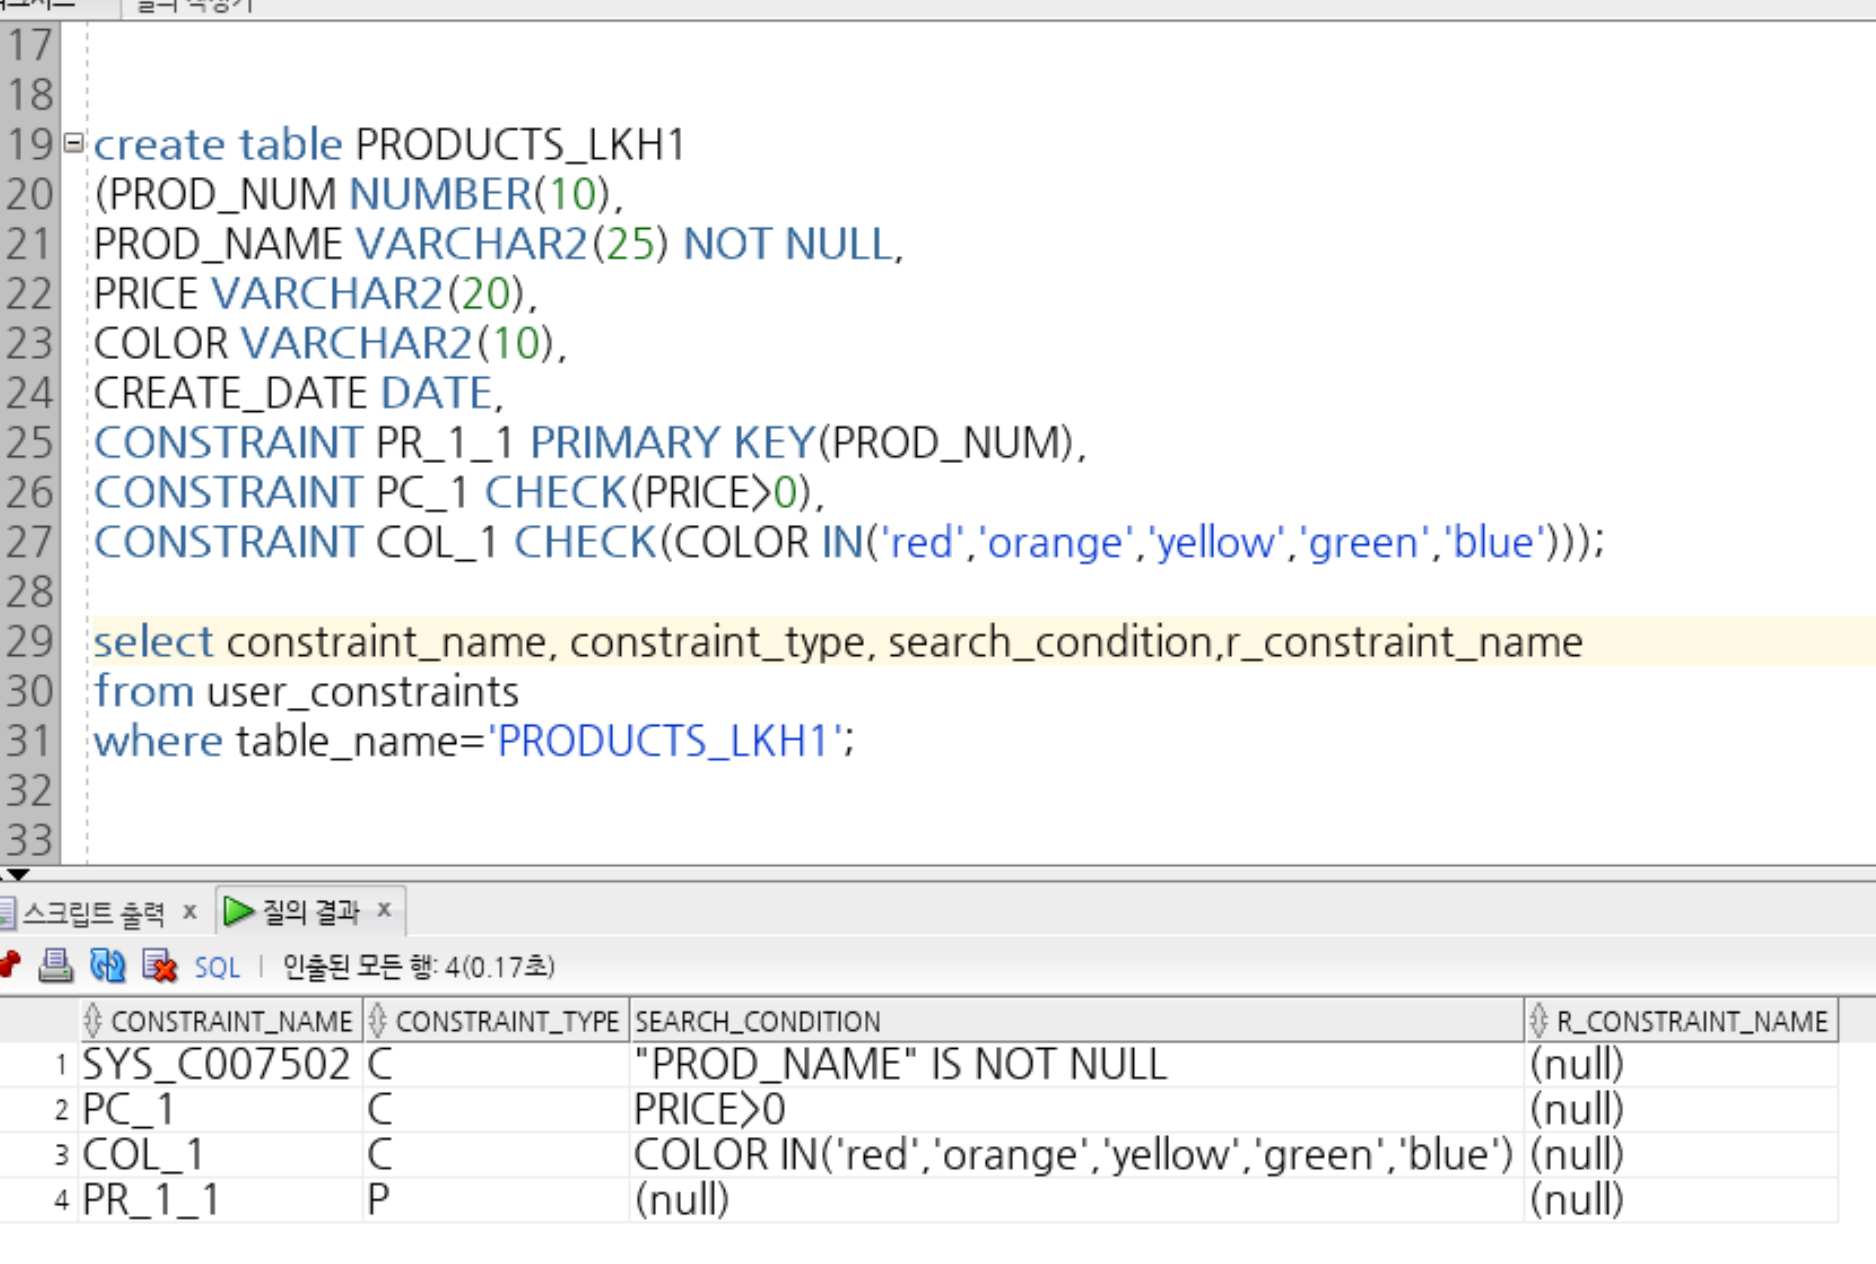 17
18
19 create table PRODUCTS_LKH1
20 (PROD_NUM NUMBER(10),
21 PROD_NAME VARCHAR2(25) NOT NULL,
22 PRICE VARCHAR2(20),
23 COLOR VARCHAR2(10),
24 CREATE_DATE DATE,
25 CONSTRAINT PR_1_1 PRIMARY KEY(PROD_NUM),
26 CONSTRAINT PC_1 CHECK(PRICE>0),
27 CONSTRAINT COL_1 CHECK(COLOR IN('red','orange','yellow','green','blue')));
28
29 select constraint_name, constraint_type, search_condition,r_constraint_name
30 from user_constraints
31 where table_name='PRODUCTS_LKH1';
32
33
스크립트 출력 x 질의 결과 x
SQL | 인출된 모든 행: 4(0.17초)
CONSTRAINT_NAME CONSTRAINT_TYPE SEARCH_CONDITION R_CONSTRAINT_NAME
1 SYS_C007502 C "PROD_NAME" IS NOT NULL (null)
2 PC_1 C PRICE>0 (null)
3 COL_1 C COLOR IN('red','orange','yellow','green','blue') (null)
4 PR_1_1 P (null) (null)